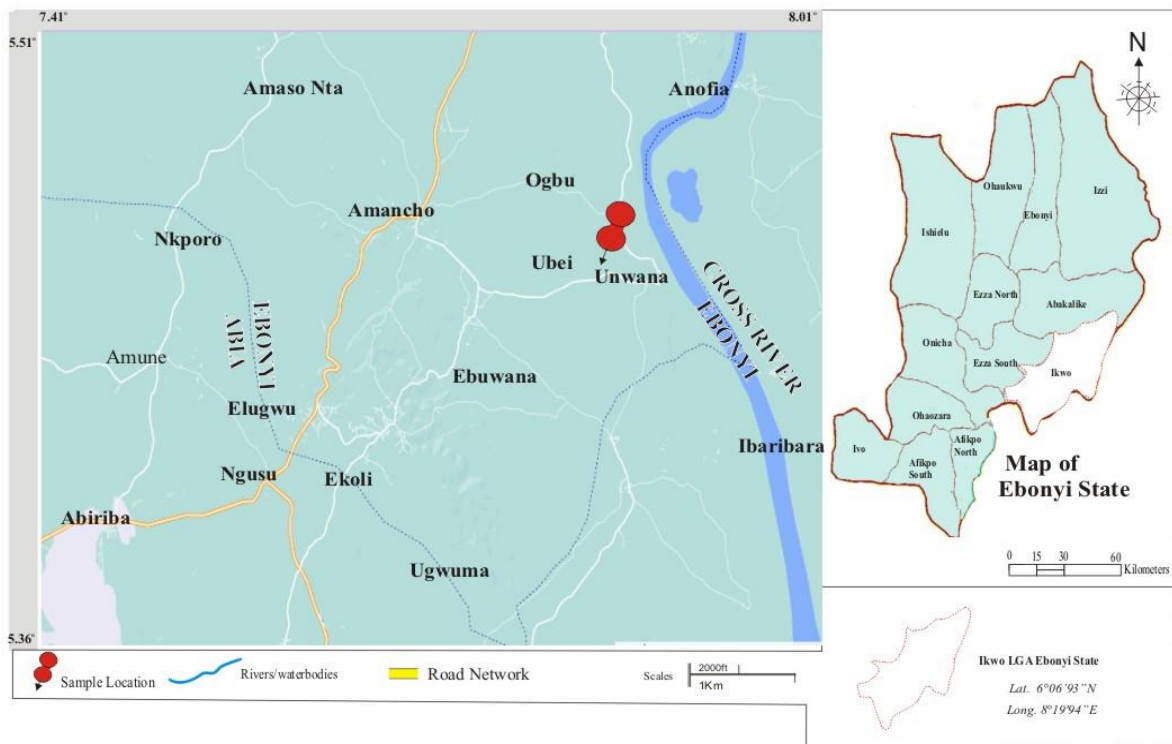 7.41°
8.01°
5.51°
Amaso Nta
Anofia
Ogbu
Amancho
Nkporo
Ubei
Unwana
CROSS RIVER
EBONYI
EBONYI
ABIA
Amune
Ebuwana
Elugwu
Ibaribara
Ngusu
Ekoli
Abiriba
Ugwuma
5.36°
Sample Location
Rivers/waterbodies
Road Network
Scales
2000ft
1Km
N
Ohaukwu
Izzi
Ebonyi
Ishielu
Ezza North
Abakalike
Onicha
Ezza South
Ikwo
Ohaozara
Ivo
Afikpo
North
Afikpo
South
Map of
Ebonyi State
0 15 30 60
Kilometers
Ikwo LGA Ebonyi State
Lat. 6°06'93"N
Long. 8°19'94"E